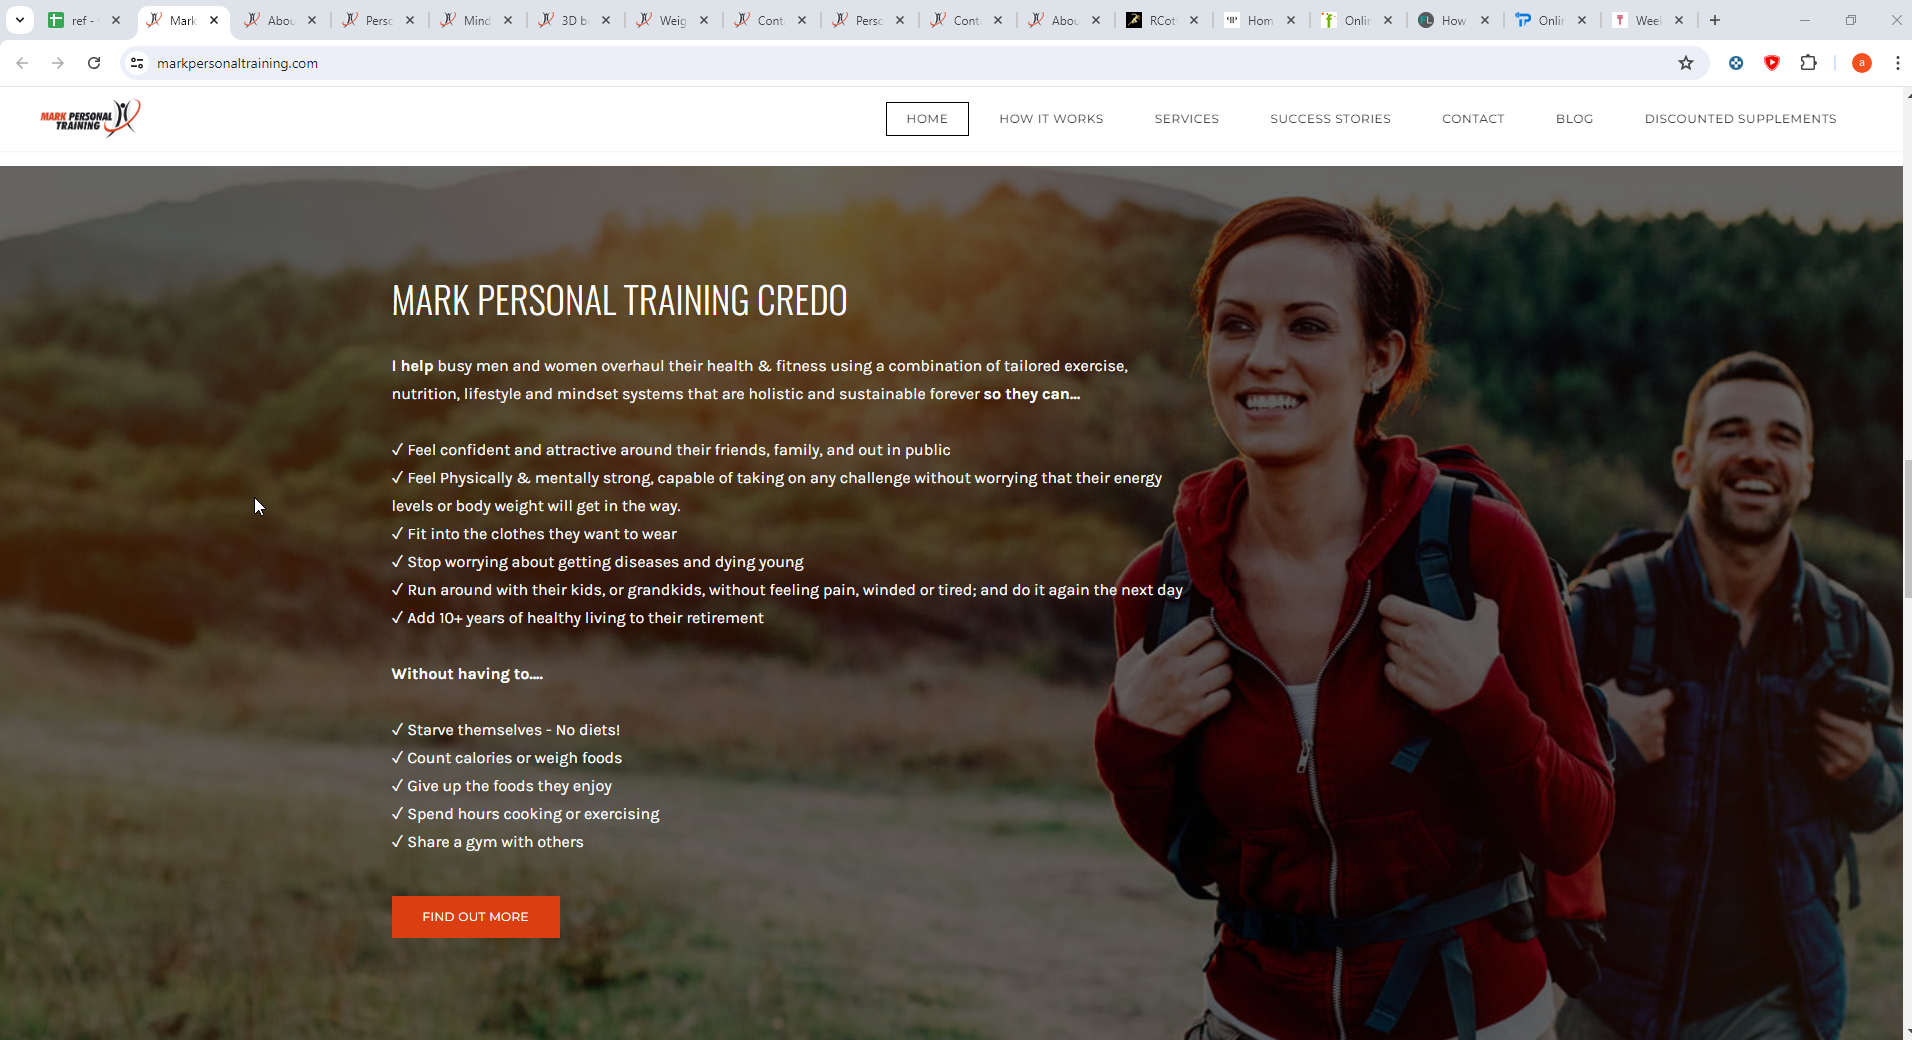 ref -
Mark
Abou
Perso
Mind
3D b
Weig
Cont
Perso
Cont
Abou
RCot
Hom
Onlin
How
Onlin
Wee
markpersonaltraining.com
a
MARK PERSONAL
TRAINING
HOME
HOW IT WORKS
SERVICES
SUCCESS STORIES
CONTACT
BLOG
DISCOUNTED SUPPLEMENTS
MARK PERSONAL TRAINING CREDO
I help busy men and women overhaul their health & fitness using a combination of tailored exercise,
nutrition, lifestyle and mindset systems that are holistic and sustainable forever so they can...
✓ Feel confident and attractive around their friends, family, and out in public
✓ Feel Physically & mentally strong, capable of taking on any challenge without worrying that their energy
levels or body weight will get in the way.
✓ Fit into the clothes they want to wear
✓ Stop worrying about getting diseases and dying young
✓ Run around with their kids, or grandkids, without feeling pain, winded or tired; and do it again the next day
✓ Add 10+ years of healthy living to their retirement
Without having to....
✓ Starve themselves - No diets!
✓ Count calories or weigh foods
✓ Give up the foods they enjoy
✓ Spend hours cooking or exercising
✓ Share a gym with others
FIND OUT MORE